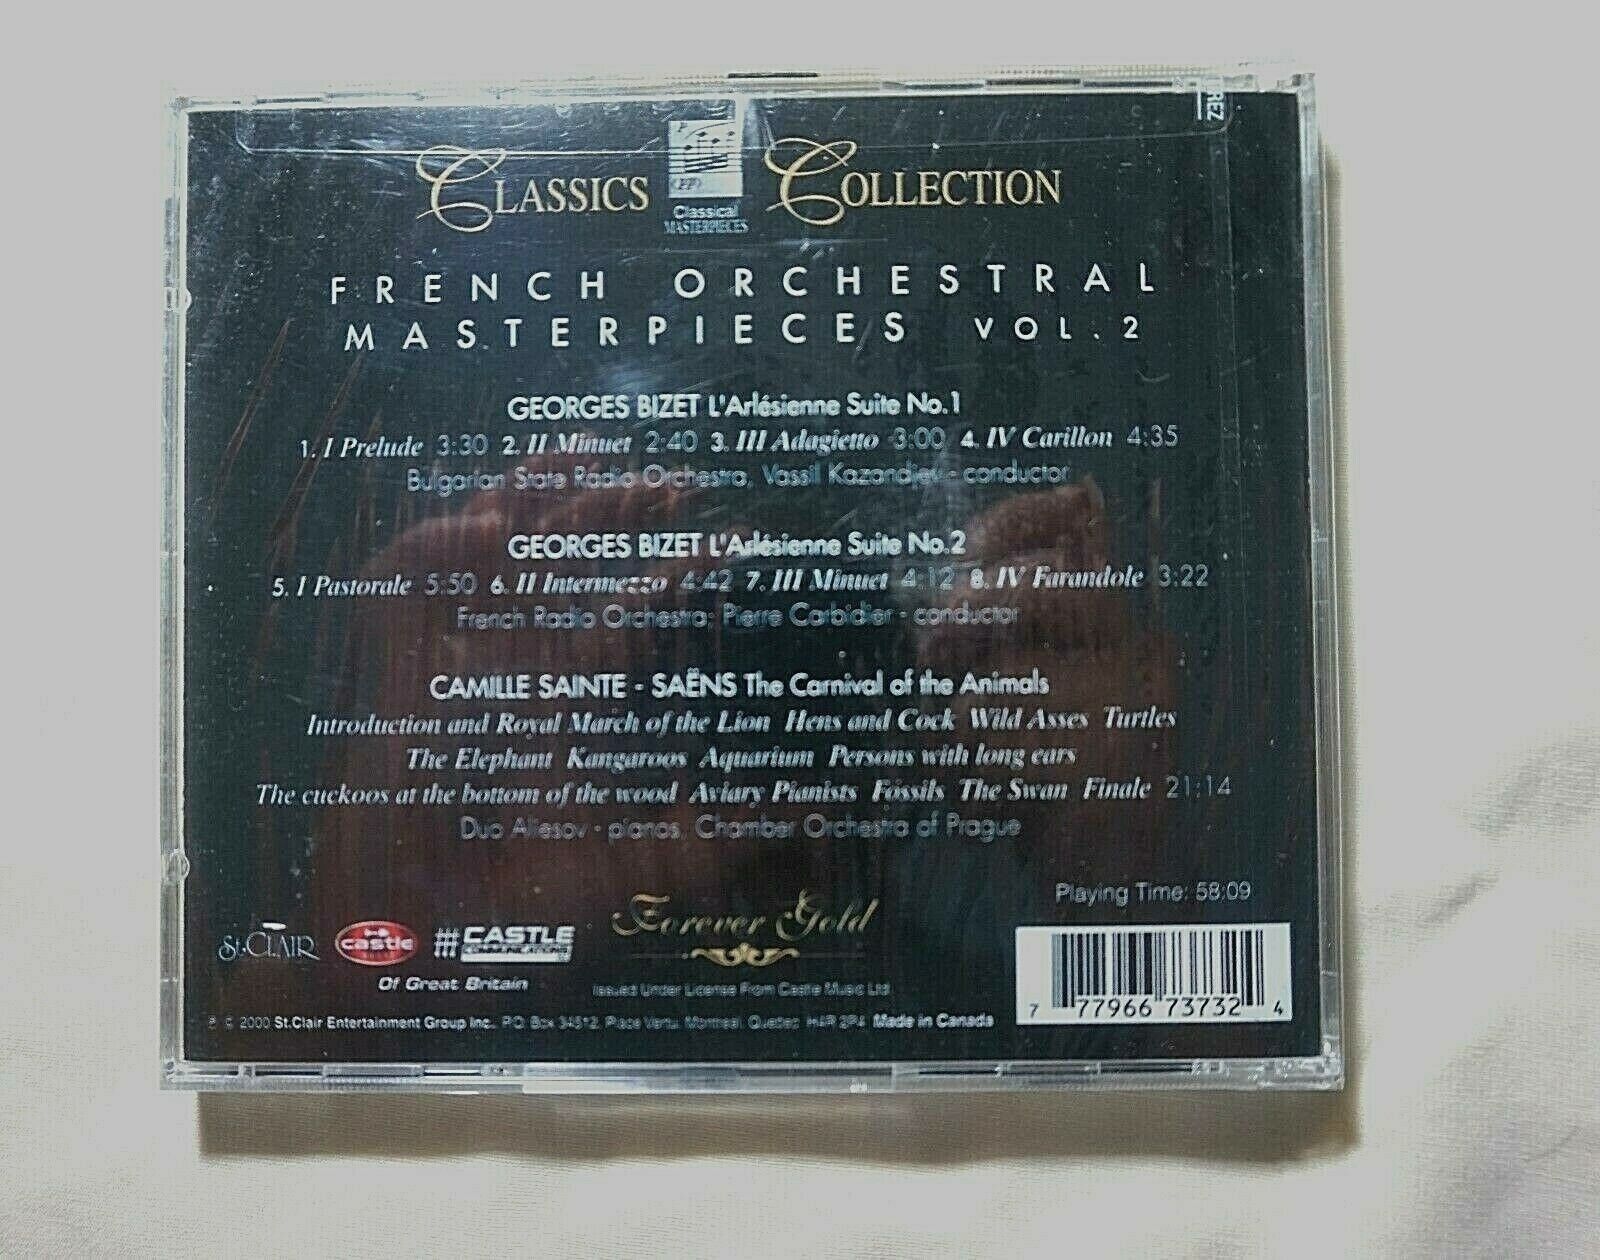 REZ
CLASSICS COLLECTION
Classical
MASTERPIECES
FRENCH ORCHESTRAL
MASTERPIECES VOL. 2
GEORGES BIZET L'Arlésienne Suite No.1
1. I Prelude 3:30 2. II Minuet 2:40 3. III Adagietto 3:00 4. IV Carillon 4:35
Bulgarian State Radio Orchestra, Vassil Kazandjev - conductor
GEORGES BIZET L'Arlésienne Suite No.2
5. I Pastorale 5:50 6. II Intermezzo 4:42 7. III Minuet 4:12 8. IV Farandole 3:22
French Radio Orchestra; Pierre Carbidier - conductor
CAMILLE SAINTE - SAËNS The Carnival of the Animals
Introduction and Royal March of the Lion Hens and Cock Wild Asses Turtles
The Elephant Kangaroos Aquarium Persons with long ears
The cuckoos at the bottom of the wood Aviary Pianists Fossils The Swan Finale 21:14
Duo Aliesov - pianos, Chamber Orchestra of Prague
Playing Time: 58:09
St.CLAIR castle CASTLE COMMUNICATIONS Forever Gold
Of Great Britain
Issued Under License From Castle Music Ltd
℗ © 2000 St.Clair Entertainment Group Inc., P.O. Box 34512, Place Vertu, Montreal, Quebec, H4R 2P4 Made in Canada
7 77966 73732 4